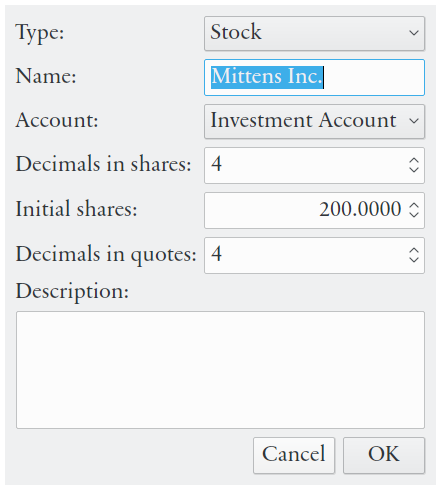 Type: Stock
Name: Mittens Inc.
Account: Investment Account
Decimals in shares: 4
Initial shares: 200.0000
Decimals in quotes: 4
Description:
Cancel OK